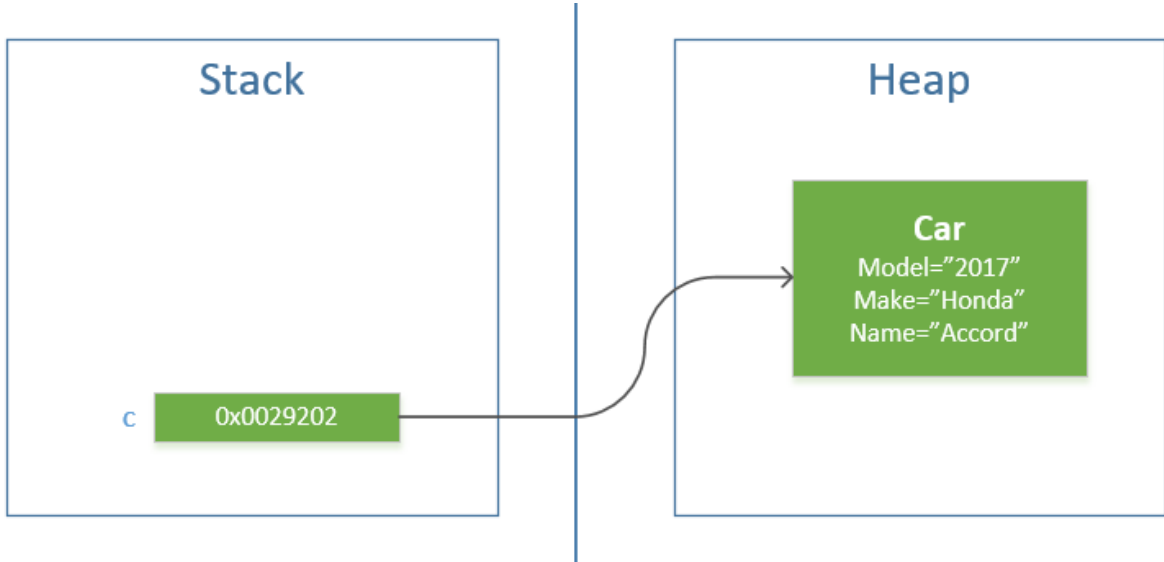 Stack
Heap
Car
Model=”2017”
Make=”Honda”
Name=”Accord”
c 0x0029202